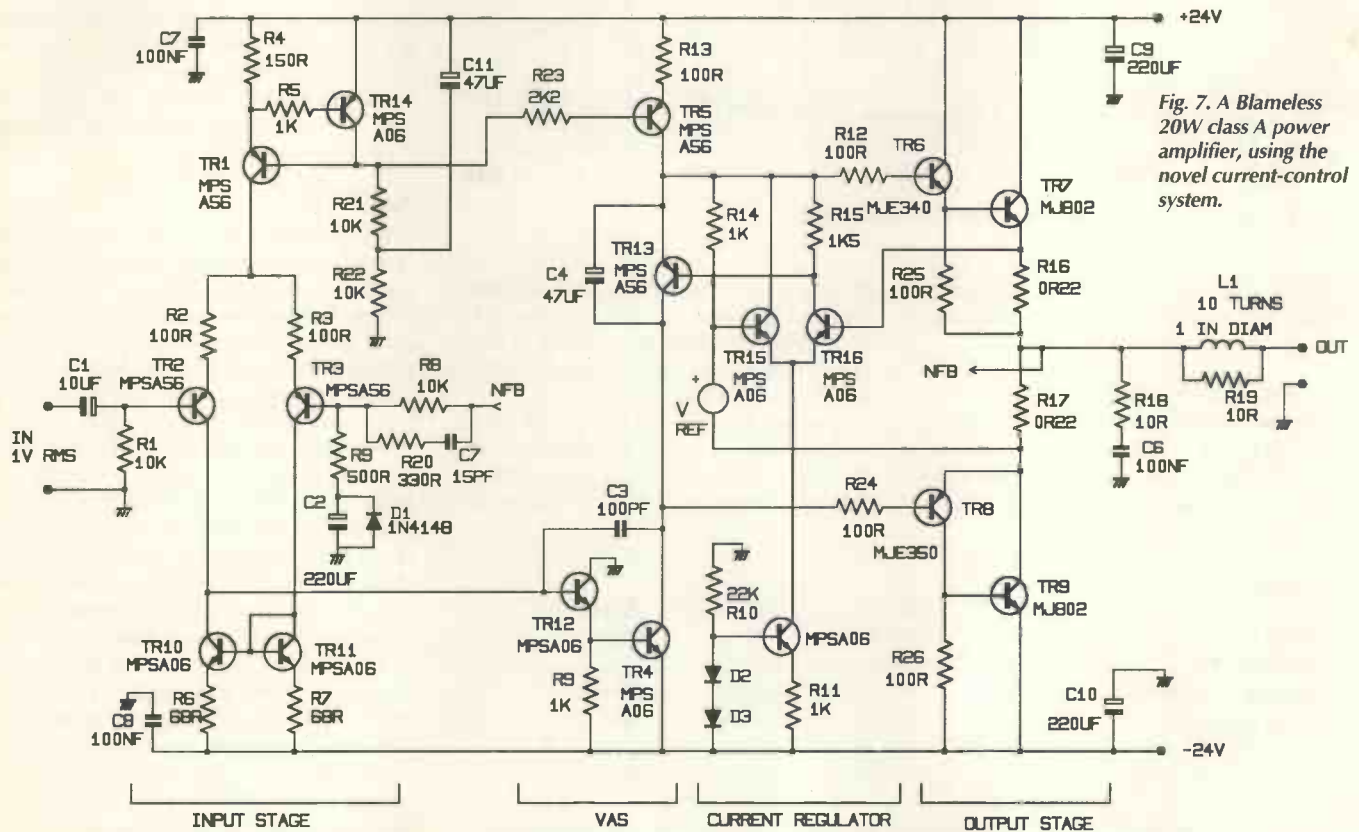 +24V
C7
100NF
R4
150R
R5
1K
TR14
MPS
A06
C11
47UF
R23
2K2
R13
100R
TR5
MPS
A56
C9
220UF
Fig. 7. A Blameless
20W class A power
amplifier, using the
novel current-control
system.
TR1
MPS
A56
R21
10K
R22
10K
R12
100R
TR6
MJE340
TR7
MJ802
R14
1K
R15
1K5
C4
47UF
TR13
MPS
A56
R25
100R
R16
0R22
L1
10 TURNS
1 IN DIAM
OUT
R2
100R
R3
100R
C1
10UF
TR2
MPSA56
TR3
MPSA56
R8
10K
NFB
TR15
MPS
A06
TR16
MPS
A06
NFB
R19
10R
IN
1V RMS
R1
10K
R9
500R
R20
330R
C7
15PF
+
V
REF
R17
0R22
R18
10R
C6
100NF
C2
220UF
D1
1N4148
C3
100PF
R24
100R
TR8
MJE350
TR12
MPSA06
22K
R10
TR9
MJ802
TR10
MPSA06
TR11
MPSA06
TR4
MPS
A06
MPSA06
R9
1K
D2
D3
R11
1K
R26
100R
C10
220UF
R6
68R
R7
68R
C8
100NF
-24V
INPUT STAGE
VAS
CURRENT REGULATOR
OUTPUT STAGE